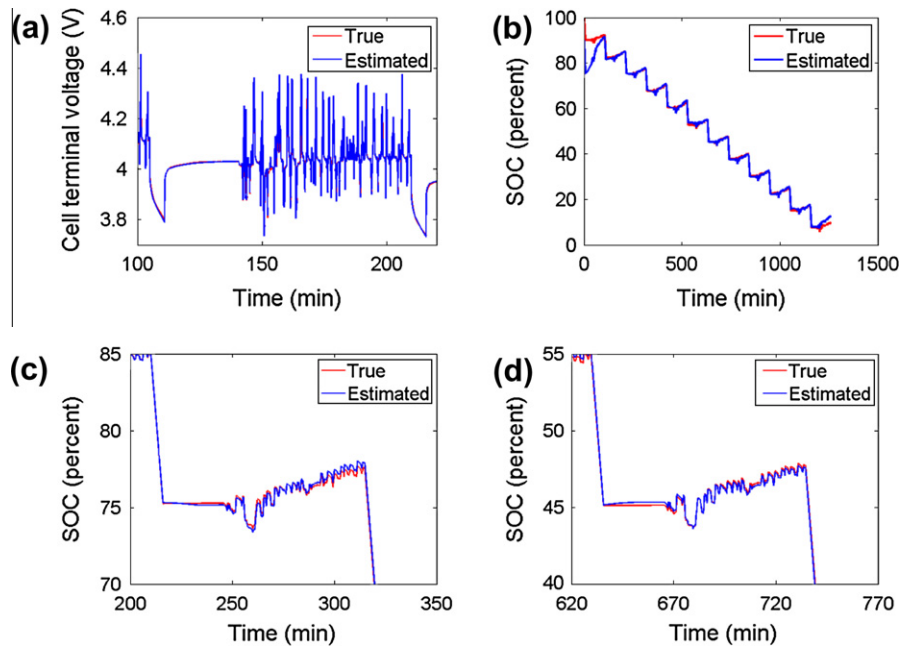 (a)
Cell terminal voltage (V)
4.6
4.4
4.2
4
3.8
100
150
200
Time (min)
True
Estimated
(b)
SOC (percent)
100
80
60
40
20
0
0
500
1000
1500
Time (min)
True
Estimated
(c)
SOC (percent)
85
80
75
70
200
250
300
350
Time (min)
True
Estimated
(d)
SOC (percent)
55
50
45
40
620
670
720
770
Time (min)
True
Estimated